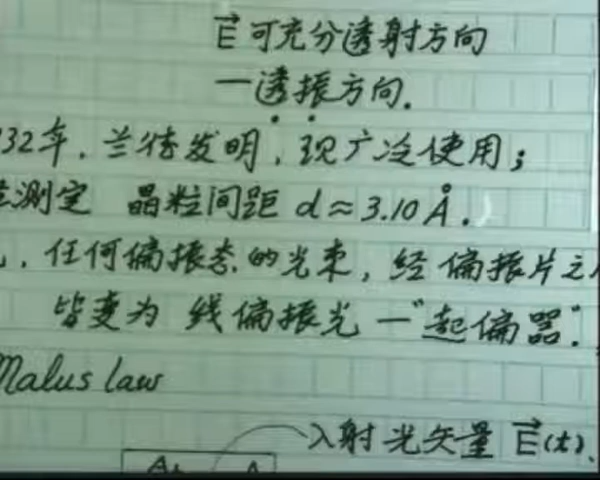 E⃗ 可充分透射方向
—透振方向.
32年. 兰特发明, 现广泛使用;
测定 晶粒间距 d ≈ 3.10 Å.
. 任何偏振态的光束, 经偏振片之
皆变为 线偏振光 —"起偏器".
Malus law
入射光矢量 E⃗(t).